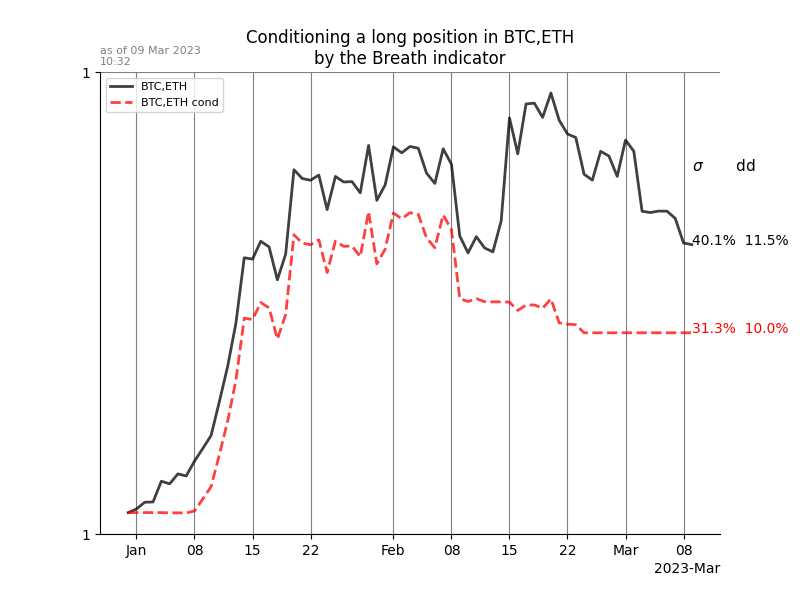 Conditioning a long position in BTC,ETH
by the Breath indicator
as of 09 Mar 2023
10:32
1
BTC,ETH
BTC,ETH cond
σ dd
40.1% 11.5%
31.3% 10.0%
1
Jan 08 15 22 Feb 08 15 22 Mar 08
2023-Mar